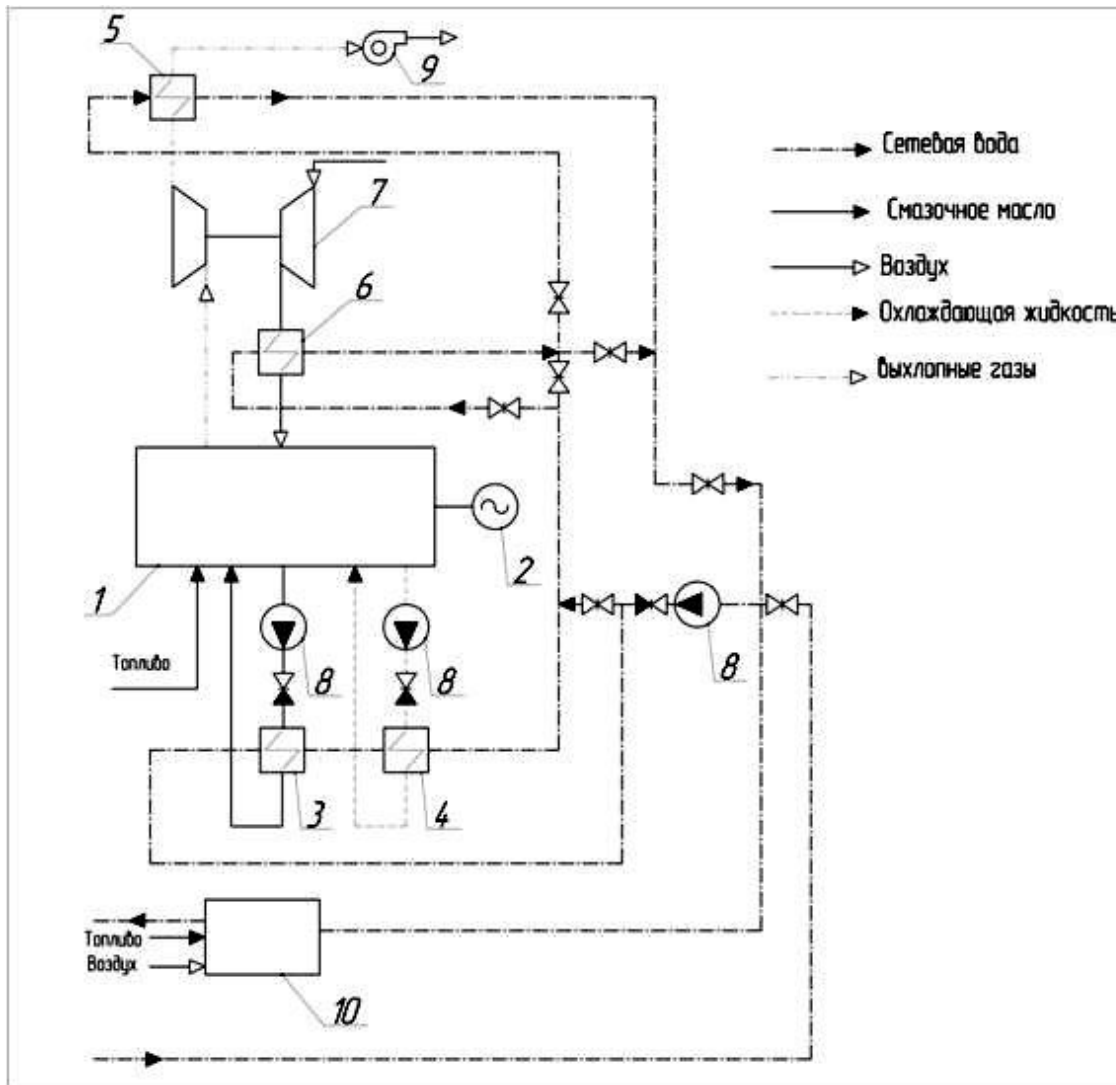 5
9
Сетевая вода
7
Смазочное масло
Воздух
6
Охлаждающая жидкость
выхлопные газы
2
1
8
8
8
Топливо
3
4
Топливо
Воздух
10